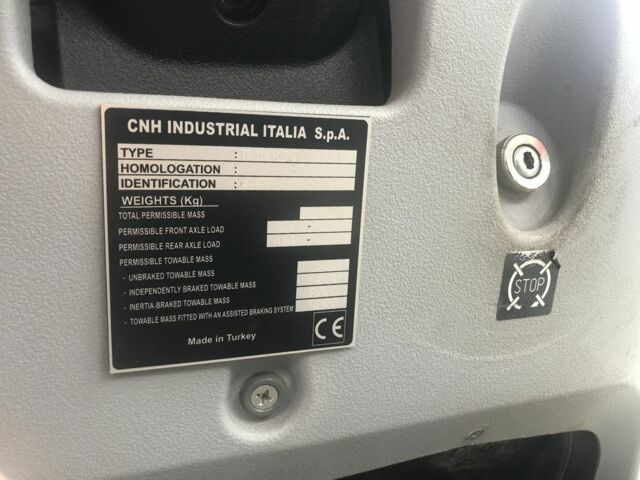 CNH INDUSTRIAL ITALIA S.p.A.
TYPE :
HOMOLOGATION :
IDENTIFICATION :
WEIGHTS (Kg)
TOTAL PERMISSIBLE MASS
PERMISSIBLE FRONT AXLE LOAD -
PERMISSIBLE REAR AXLE LOAD -
PERMISSIBLE TOWABLE MASS
- UNBRAKED TOWABLE MASS
- INDEPENDENTLY BRAKED TOWABLE MASS
- INERTIA-BRAKED TOWABLE MASS
- TOWABLE MASS FITTED WITH AN ASSISTED BRAKING SYSTEM
Made in Turkey
CE
STOP